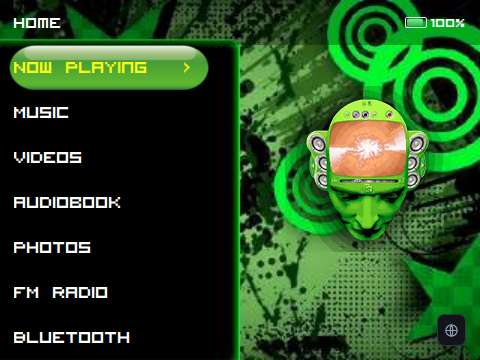 HOME
100%
NOW PLAYING >
MUSIC
VIDEOS
AUDIOBOOK
PHOTOS
FM RADIO
BLUETOOTH